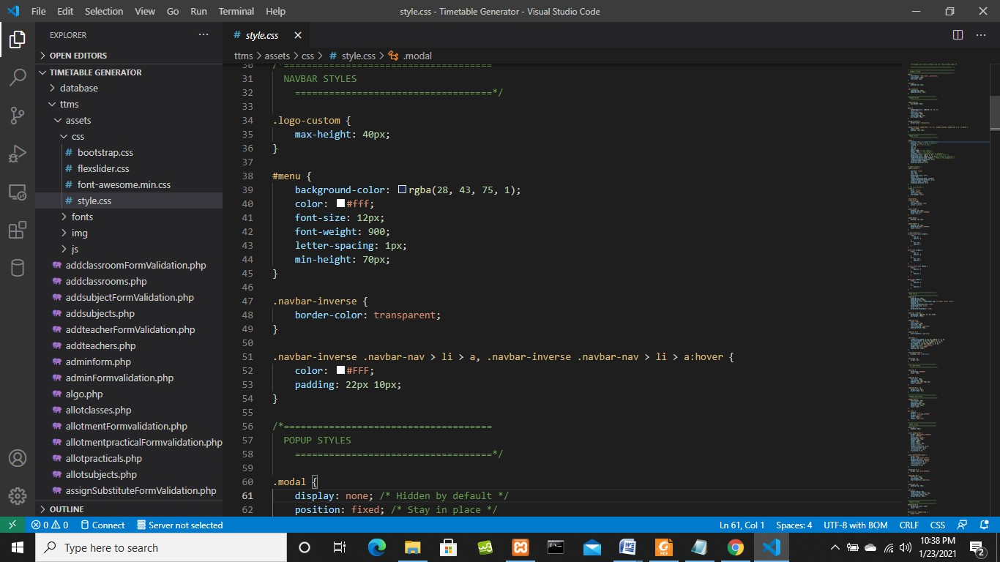 File Edit Selection View Go Run Terminal Help
style.css - Timetable Generator - Visual Studio Code
EXPLORER
OPEN EDITORS
TIMETABLE GENERATOR
database
ttms
assets
css
# bootstrap.css
# flexslider.css
# font-awesome.min.css
# style.css
fonts
img
js
addclassroomFormValidation.php
addclassrooms.php
addsubjectFormValidation.php
addsubjects.php
addteacherFormValidation.php
addteachers.php
adminform.php
adminFormvalidation.php
algo.php
allotclasses.php
allotmentFormvalidation.php
allotmentpracticalFormvalidation.php
allotpracticals.php
allotsubjects.php
assignSubstituteFormValidation.php
OUTLINE
# style.css
ttms > assets > css > # style.css > .modal
30 /*=====================================
31 NAVBAR STYLES
32 ===================================*/
33
34 .logo-custom {
35 max-height: 40px;
36 }
37
38 #menu {
39 background-color: rgba(28, 43, 75, 1);
40 color: #fff;
41 font-size: 12px;
42 font-weight: 900;
43 letter-spacing: 1px;
44 min-height: 70px;
45 }
46
47 .navbar-inverse {
48 border-color: transparent;
49 }
50
51 .navbar-inverse .navbar-nav > li > a, .navbar-inverse .navbar-nav > li > a:hover {
52 color: #FFF;
53 padding: 22px 10px;
54 }
55
56 /*=====================================
57 POPUP STYLES
58 ===================================*/
59
60 .modal {
61 display: none; /* Hidden by default */
62 position: fixed; /* Stay in place */
0 0 Connect Server not selected
Ln 61, Col 1 Spaces: 4 UTF-8 with BOM CRLF CSS
Type here to search
10:38 PM
1/23/2021
2